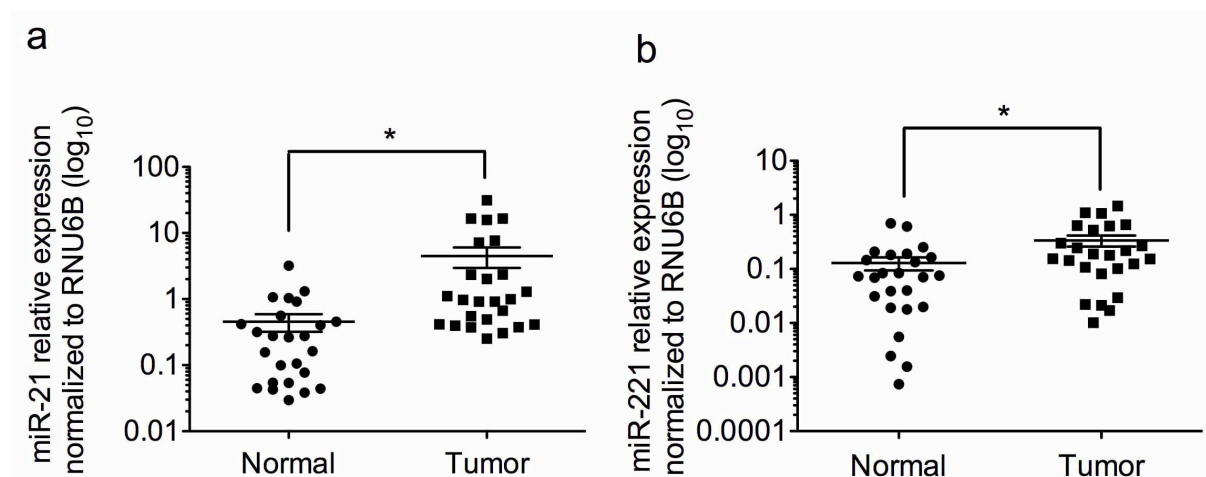 a
miR-21 relative expression
normalized to RNU6B (log10)
*
100
10
1
0.1
0.01
Normal Tumor
b
miR-221 relative expression
normalized to RNU6B (log10)
*
10
1
0.1
0.01
0.001
0.0001
Normal Tumor